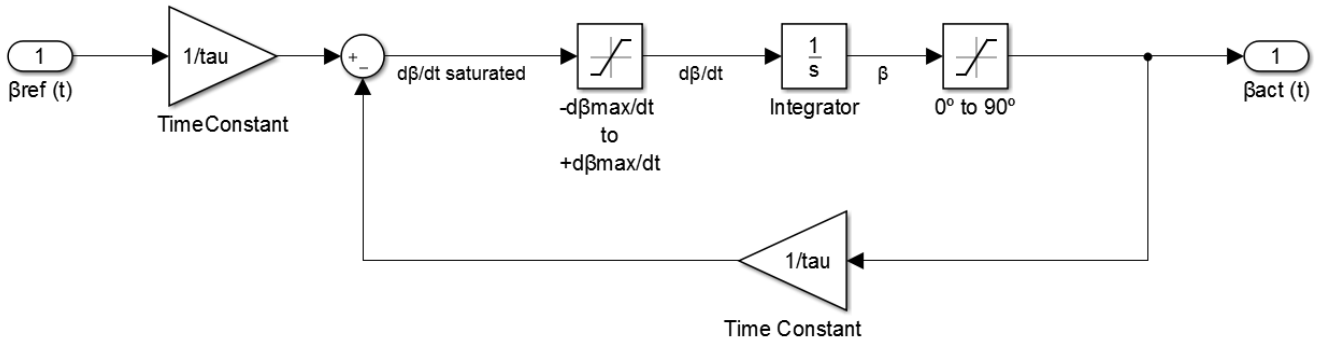 1
βref (t)
1/tau
TimeConstant
+
−
dβ/dt saturated
-dβmax/dt
to
+dβmax/dt
dβ/dt
1
s
Integrator
β
0º to 90º
1
βact (t)
1/tau
Time Constant